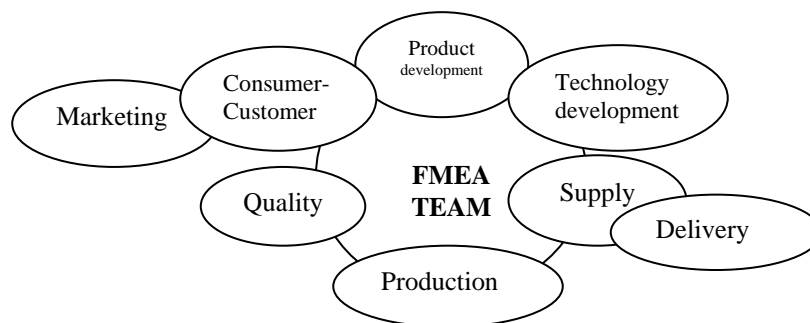 Product
development
Consumer-
Customer
Technology
development
Marketing
FMEA
TEAM
Quality
Supply
Delivery
Production